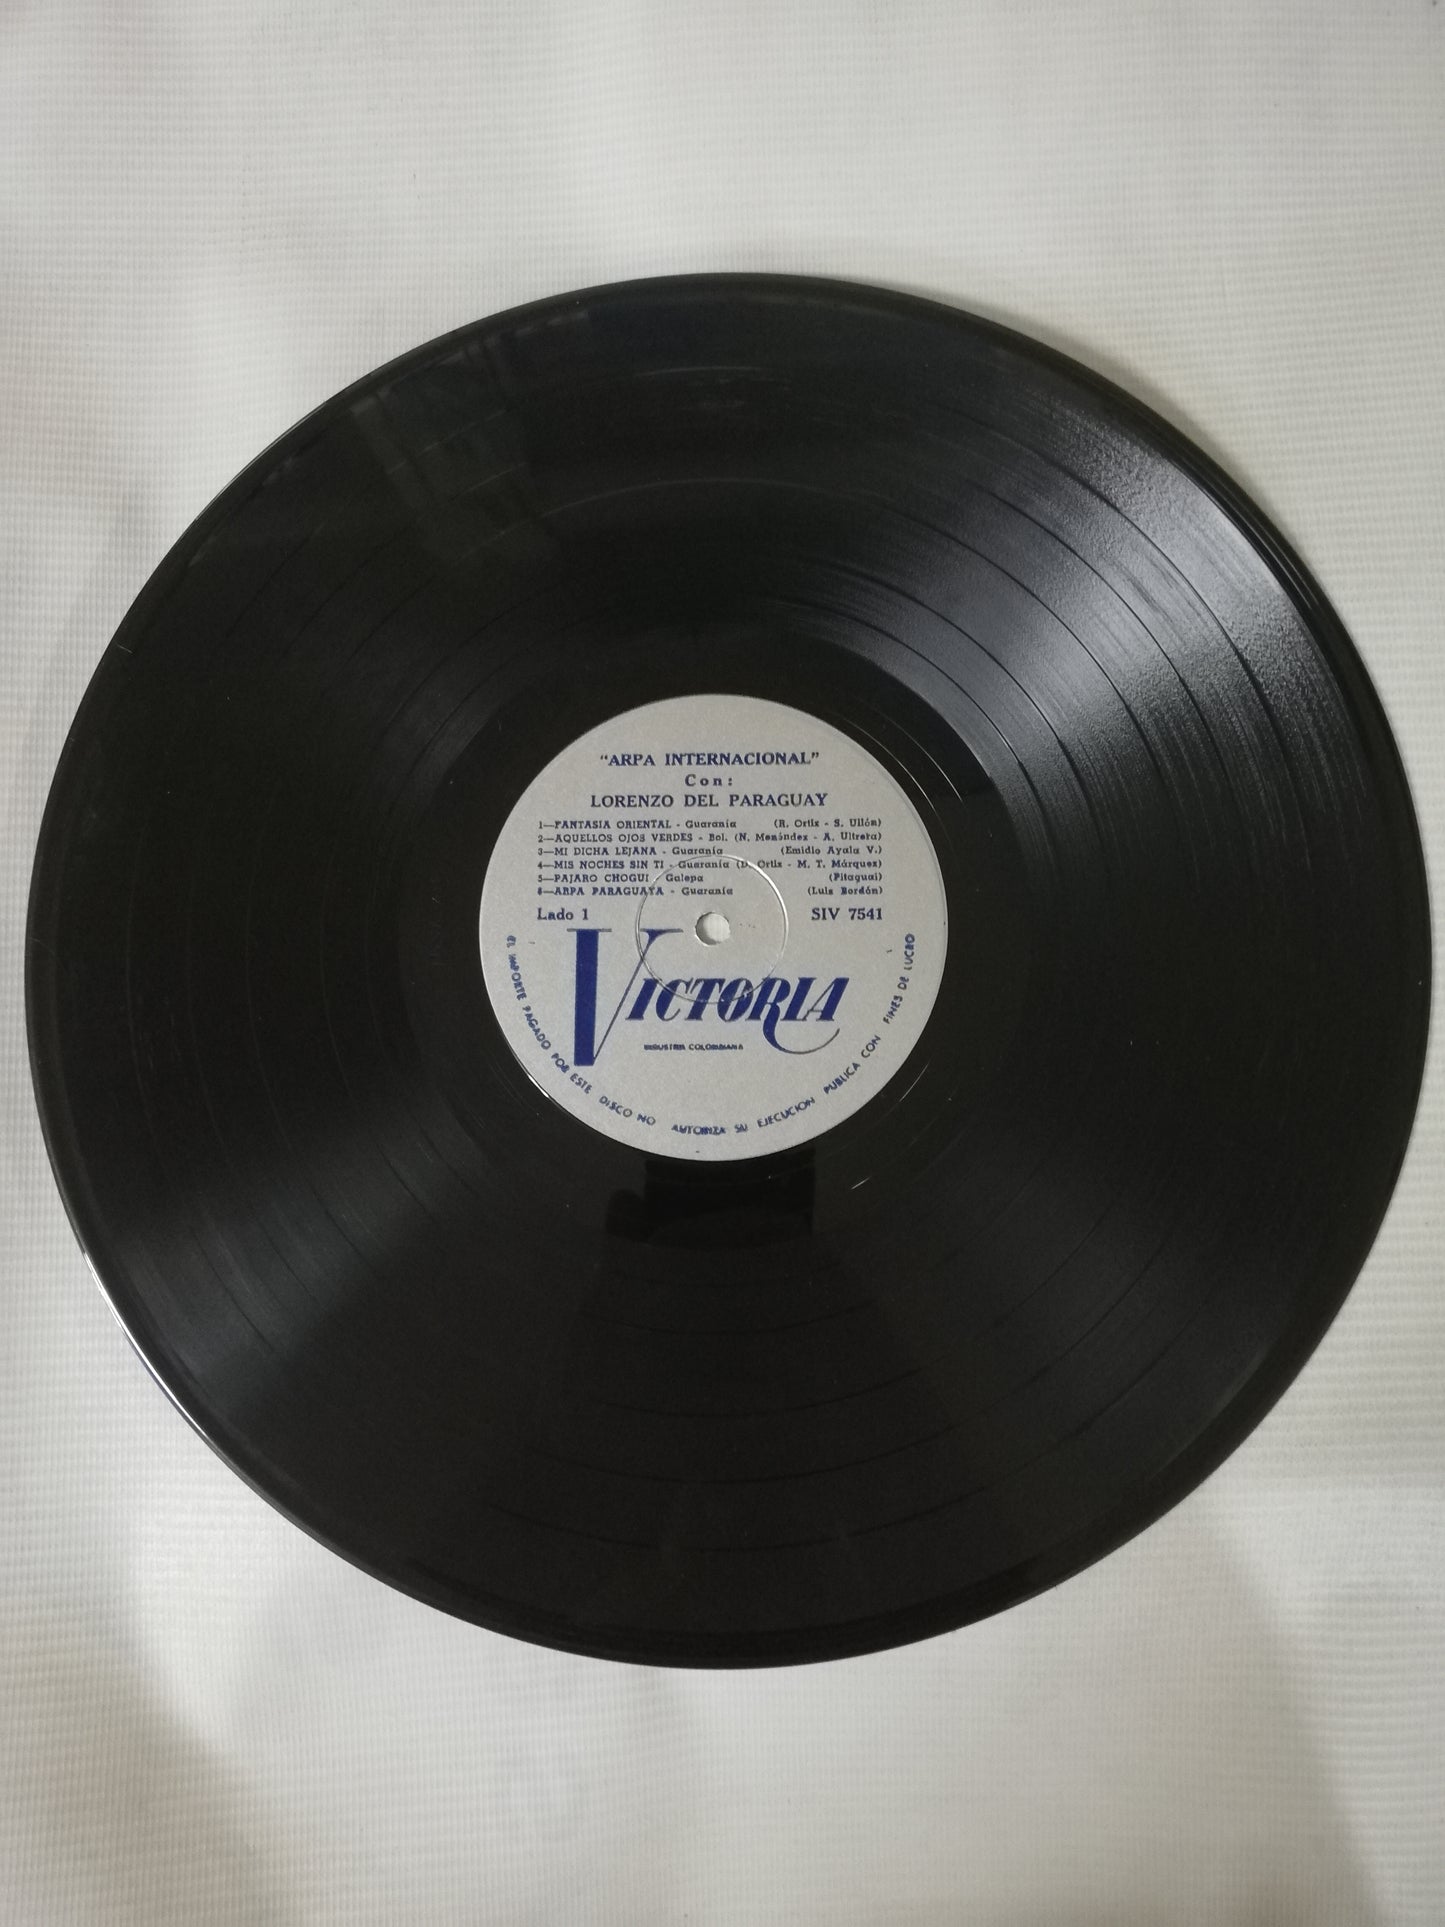 "ARPA INTERNACIONAL"
Con:
LORENZO DEL PARAGUAY
1—FANTASIA ORIENTAL - Guarania (R. Ortiz - S. Ullón)
2—AQUELLOS OJOS VERDES - Bol. (N. Menéndez - A. Ultrera)
3—MI DICHA LEJANA - Guarania (Emidio Ayala V.)
4—MIS NOCHES SIN TI - Guarania (D. Ortiz - M. T. Márquez)
5—PAJARO CHOGUI - Galopa (Pitaguai)
6—ARPA PARAGUAYA - Guarania (Luis Bordón)
Lado 1 SIV 7541
VICTORIA
INDUSTRIA COLOMBIANA
EL IMPORTE PAGADO POR ESTE DISCO NO AUTORIZA SU EJECUCION PUBLICA CON FINES DE LUCRO